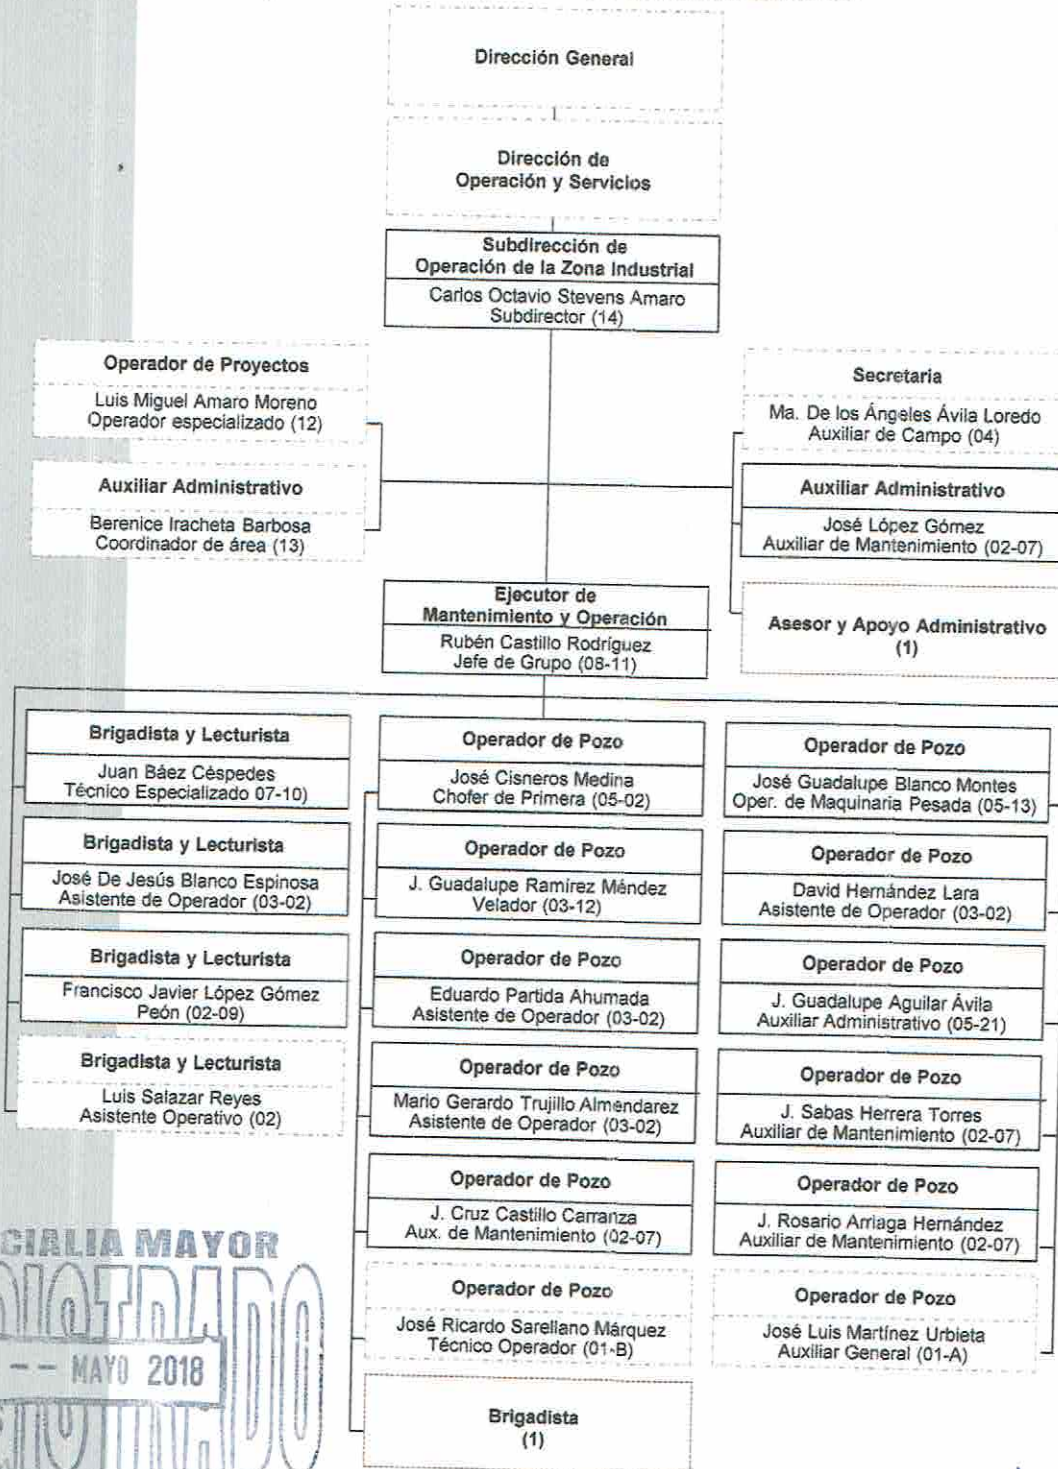 Dirección General
Dirección de
Operación y Servicios
Subdirección de
Operación de la Zona Industrial
Carlos Octavio Stevens Amaro
Subdirector (14)
Operador de Proyectos
Luis Miguel Amaro Moreno
Operador especializado (12)
Auxiliar Administrativo
Berenice Iracheta Barbosa
Coordinador de área (13)
Secretaria
Ma. De los Ángeles Ávila Loredo
Auxiliar de Campo (04)
Auxiliar Administrativo
José López Gómez
Auxiliar de Mantenimiento (02-07)
Asesor y Apoyo Administrativo
(1)
Ejecutor de
Mantenimiento y Operación
Rubén Castillo Rodríguez
Jefe de Grupo (08-11)
Brigadista y Lecturista
Juan Báez Céspedes
Técnico Especializado 07-10)
Brigadista y Lecturista
José De Jesús Blanco Espinosa
Asistente de Operador (03-02)
Brigadista y Lecturista
Francisco Javier López Gómez
Peón (02-09)
Brigadista y Lecturista
Luis Salazar Reyes
Asistente Operativo (02)
Operador de Pozo
José Cisneros Medina
Chofer de Primera (05-02)
Operador de Pozo
J. Guadalupe Ramírez Méndez
Velador (03-12)
Operador de Pozo
Eduardo Partida Ahumada
Asistente de Operador (03-02)
Operador de Pozo
Mario Gerardo Trujillo Almendarez
Asistente de Operador (03-02)
Operador de Pozo
J. Cruz Castillo Carranza
Aux. de Mantenimiento (02-07)
Operador de Pozo
José Ricardo Sarellano Márquez
Técnico Operador (01-B)
Brigadista
(1)
Operador de Pozo
José Guadalupe Blanco Montes
Oper. de Maquinaria Pesada (05-13)
Operador de Pozo
David Hernández Lara
Asistente de Operador (03-02)
Operador de Pozo
J. Guadalupe Aguilar Ávila
Auxiliar Administrativo (05-21)
Operador de Pozo
J. Sabas Herrera Torres
Auxiliar de Mantenimiento (02-07)
Operador de Pozo
J. Rosario Arriaga Hernández
Auxiliar de Mantenimiento (02-07)
Operador de Pozo
José Luis Martínez Urbieta
Auxiliar General (01-A)
CIALIA MAYOR
-- MAYO 2018